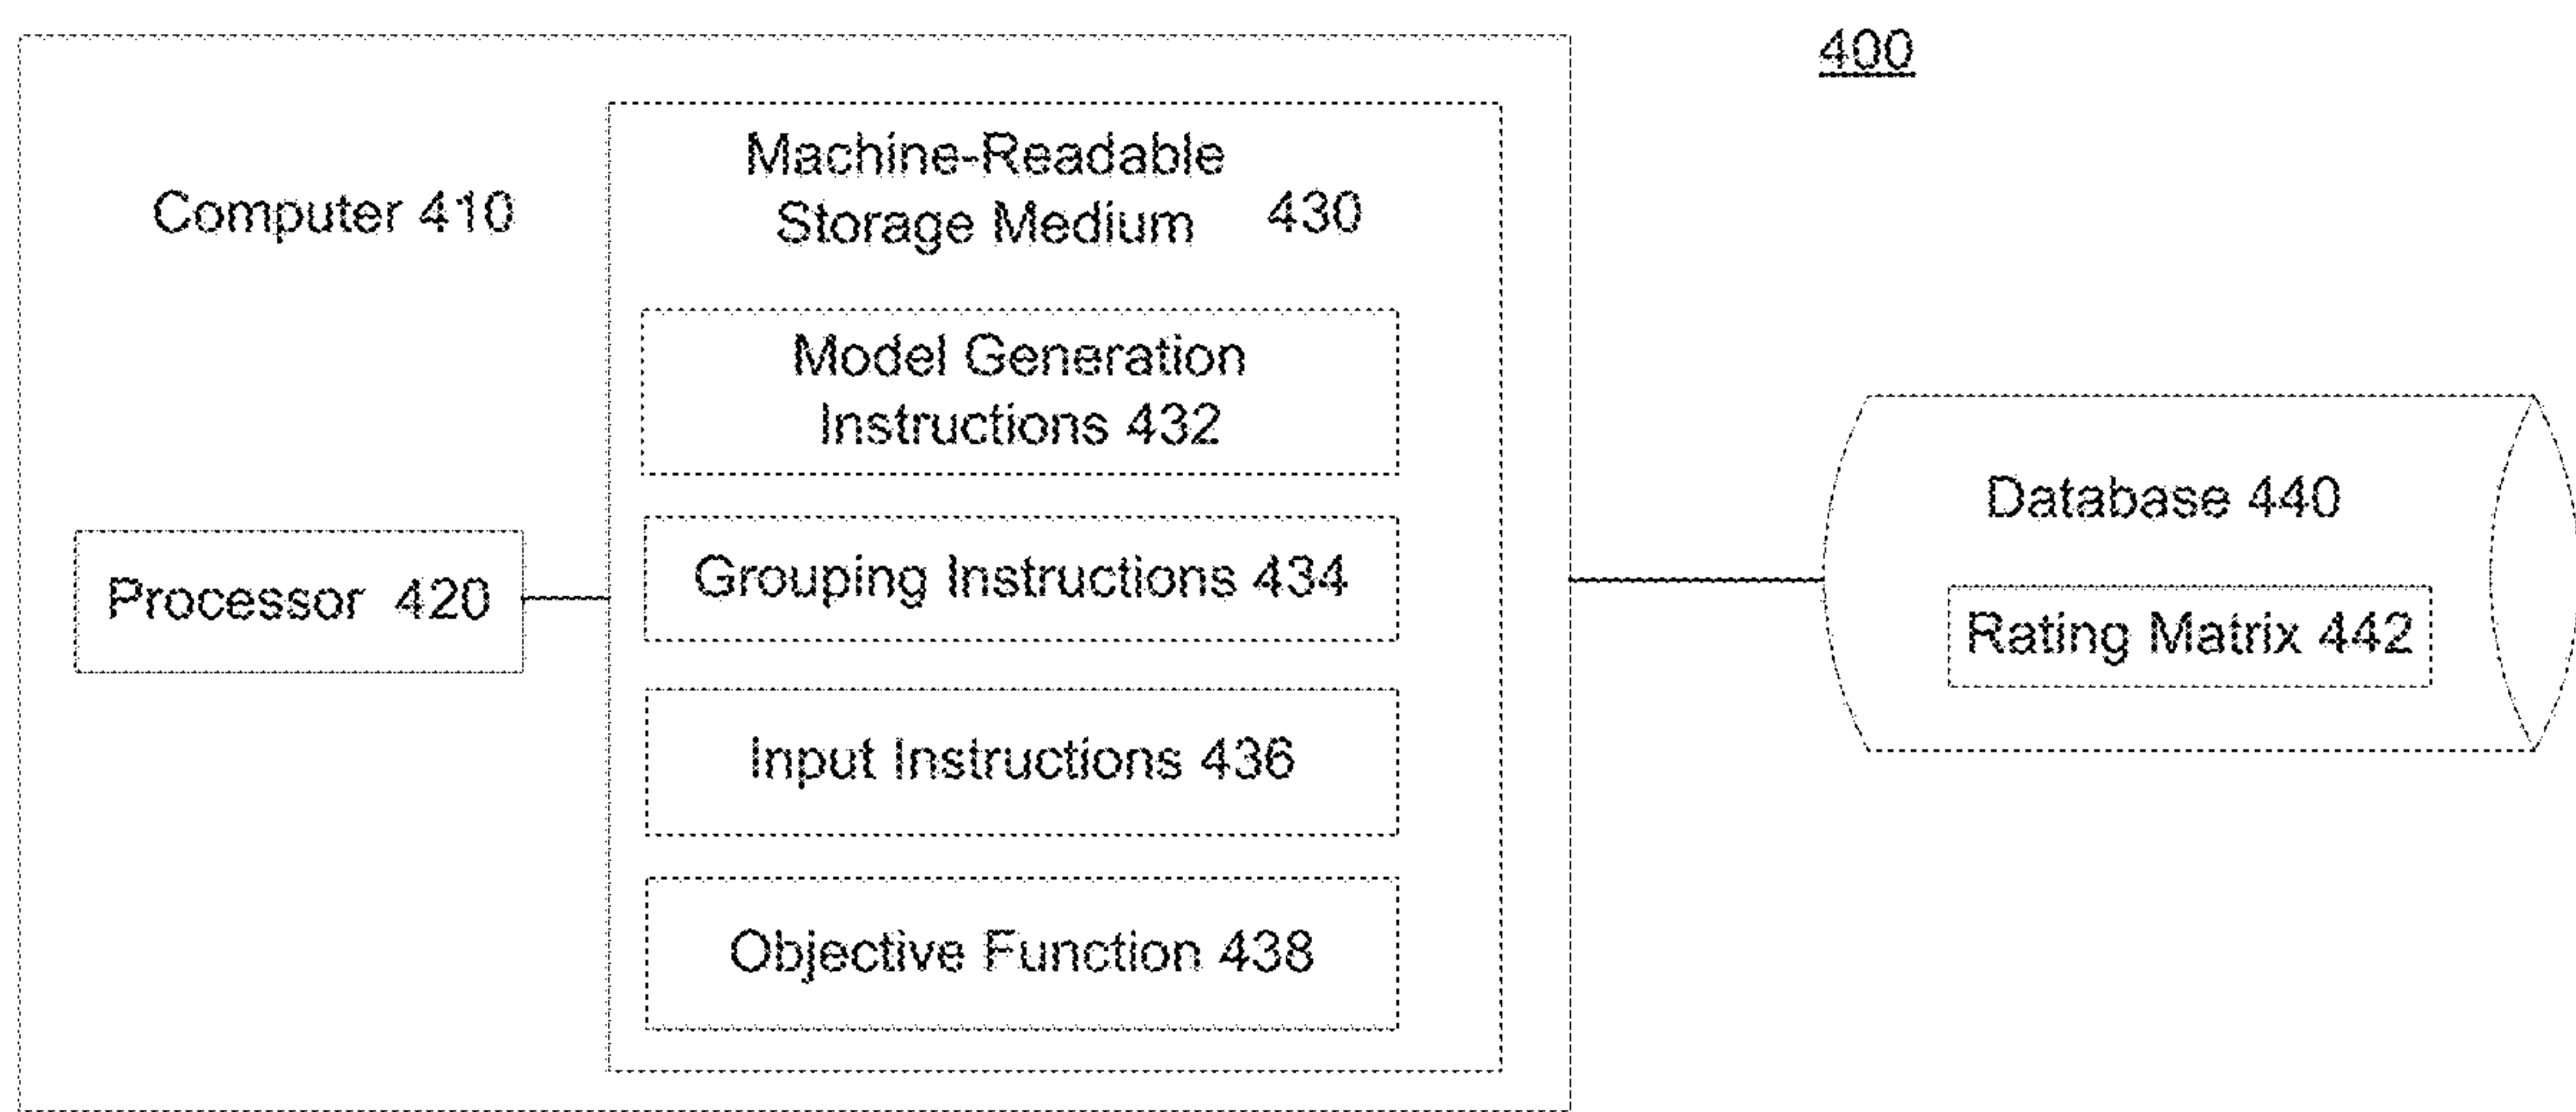 400
Computer 410
Machine-Readable
Storage Medium 430
Model Generation
Instructions 432
Grouping Instructions 434
Input Instructions 436
Objective Function 438
Processor 420
Database 440
Rating Matrix 442